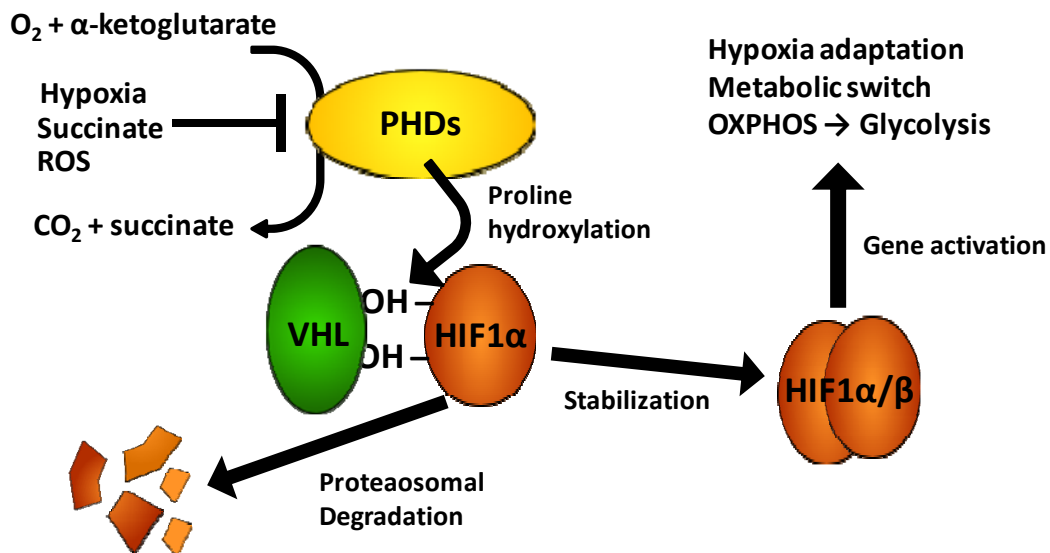 O₂ + α-ketoglutarate
Hypoxia
Succinate
ROS
CO₂ + succinate
PHDs
Proline
hydroxylation
VHL
OH –
OH –
HIF1α
Proteaosomal
Degradation
Stabilization
HIF1α/β
Gene activation
Hypoxia adaptation
Metabolic switch
OXPHOS → Glycolysis